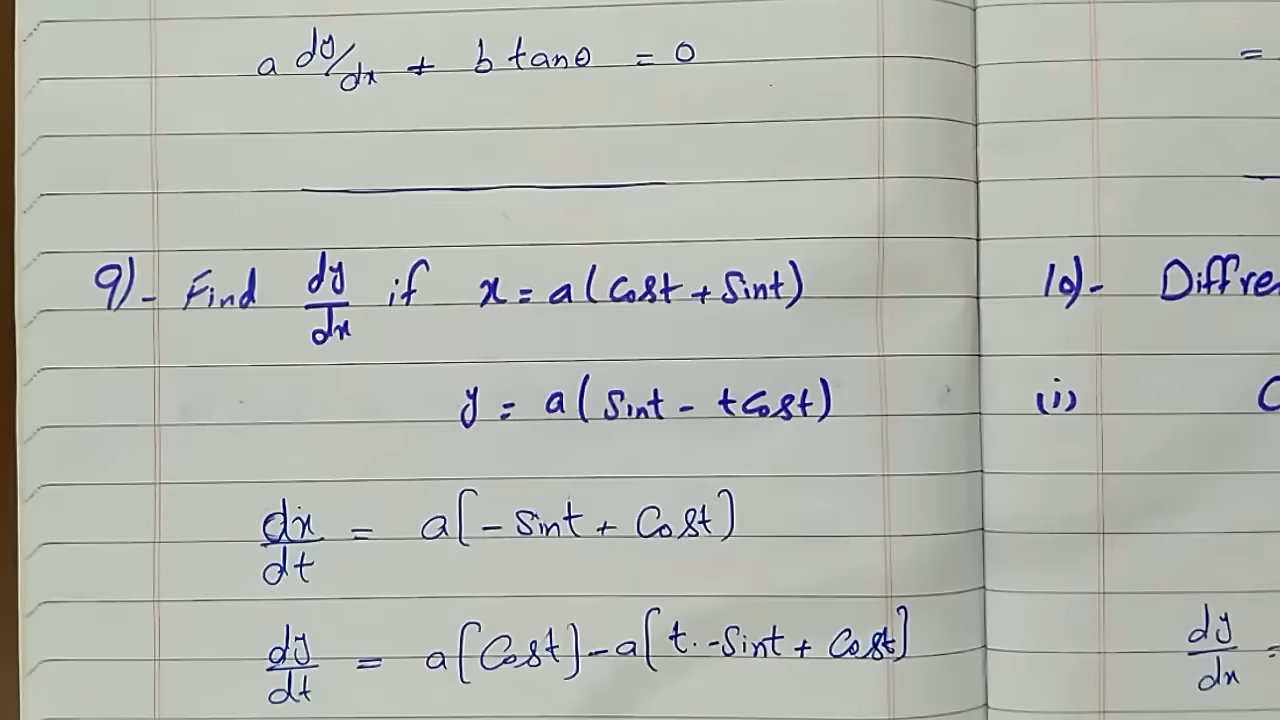 a dy/dx + b tanθ = 0
9)- Find dy/dx if x = a(Cost + Sint)
y = a(Sint - tCost)
dx/dt = a[-Sint + Cost]
dy/dt = a[Cost] - a[t.-Sint + Cost]
=
10)- Diffre
(i) C
dy/dx =